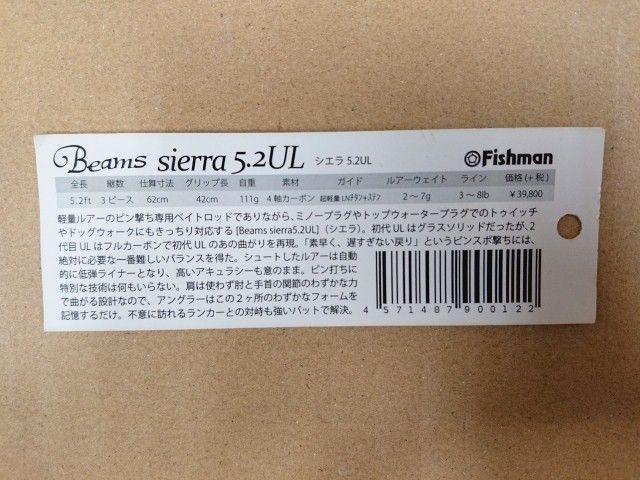 Beams sierra 5.2UL シエラ 5.2UL Fishman
全長 継数 仕舞寸法 グリップ長 自重 素材 ガイド ルアーウェイト ライン 価格(+税)
5.2ft 3ピース 62cm 42cm 111g 4軸カーボン 超軽量LNチタン+ステン 2～7g 3～8lb ¥39,800
軽量ルアーのピン撃ち専用ベイトロッドでありながら、ミノープラグやトップウォータープラグでのトゥイッチ
やドッグウォークにもきっちり対応する [Beams sierra5.2UL]（シエラ）。初代 UL はグラスソリッドだったが、2
代目 UL はフルカーボンで初代 UL のあの曲がりを再現。「素早く、遅すぎない戻り」というピンスポ撃ちには、
絶対に必要な一番難しいバランスを得た。シュートしたルアーは自動
的に低弾ライナーとなり、高いアキュラシーも意のまま。ピン打ちに
特別な技術は何もいらない。肩は使わず肘と手首の関節のわずかな力
で曲がる設計なので、アングラーはこの２ヶ所のわずかなフォームを
記憶するだけ。不意に訪れるランカーとの対峙も強いバットで解決。
4 571487 900122